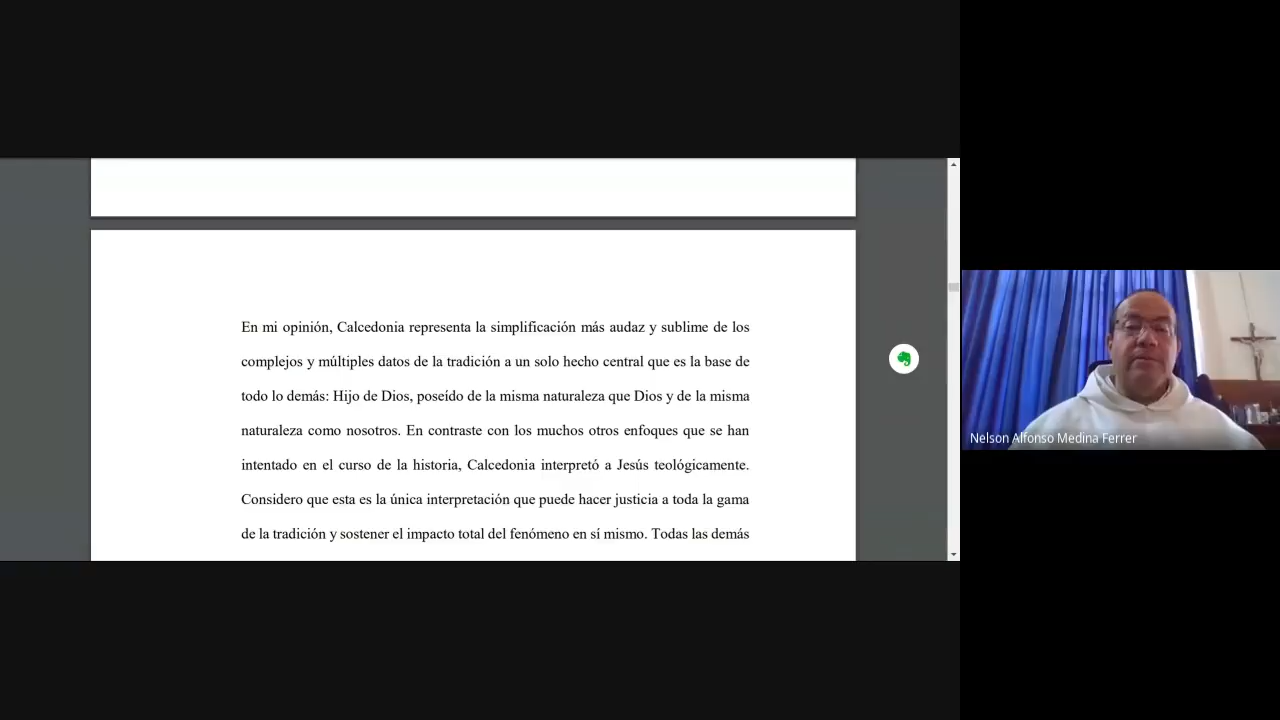 En mi opinión, Calcedonia representa la simplificación más audaz y sublime de los
complejos y múltiples datos de la tradición a un solo hecho central que es la base de
todo lo demás: Hijo de Dios, poseído de la misma naturaleza que Dios y de la misma
naturaleza como nosotros. En contraste con los muchos otros enfoques que se han
intentado en el curso de la historia, Calcedonia interpretó a Jesús teológicamente.
Considero que esta es la única interpretación que puede hacer justicia a toda la gama
de la tradición y sostener el impacto total del fenómeno en sí mismo. Todas las demás
Nelson Alfonso Medina Ferrer